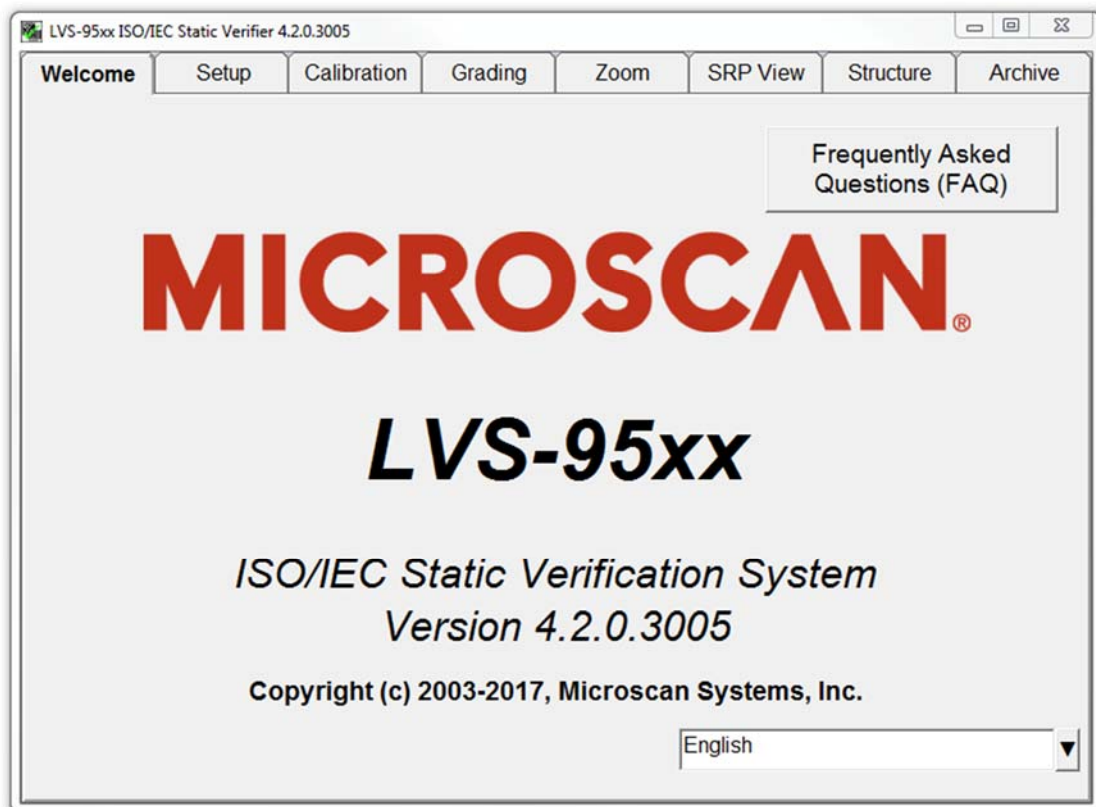 LVS-95xx ISO/IEC Static Verifier 4.2.0.3005
Welcome Setup Calibration Grading Zoom SRP View Structure Archive
Frequently Asked
Questions (FAQ)
MICROSCAN®
LVS-95xx
ISO/IEC Static Verification System
Version 4.2.0.3005
Copyright (c) 2003-2017, Microscan Systems, Inc.
English